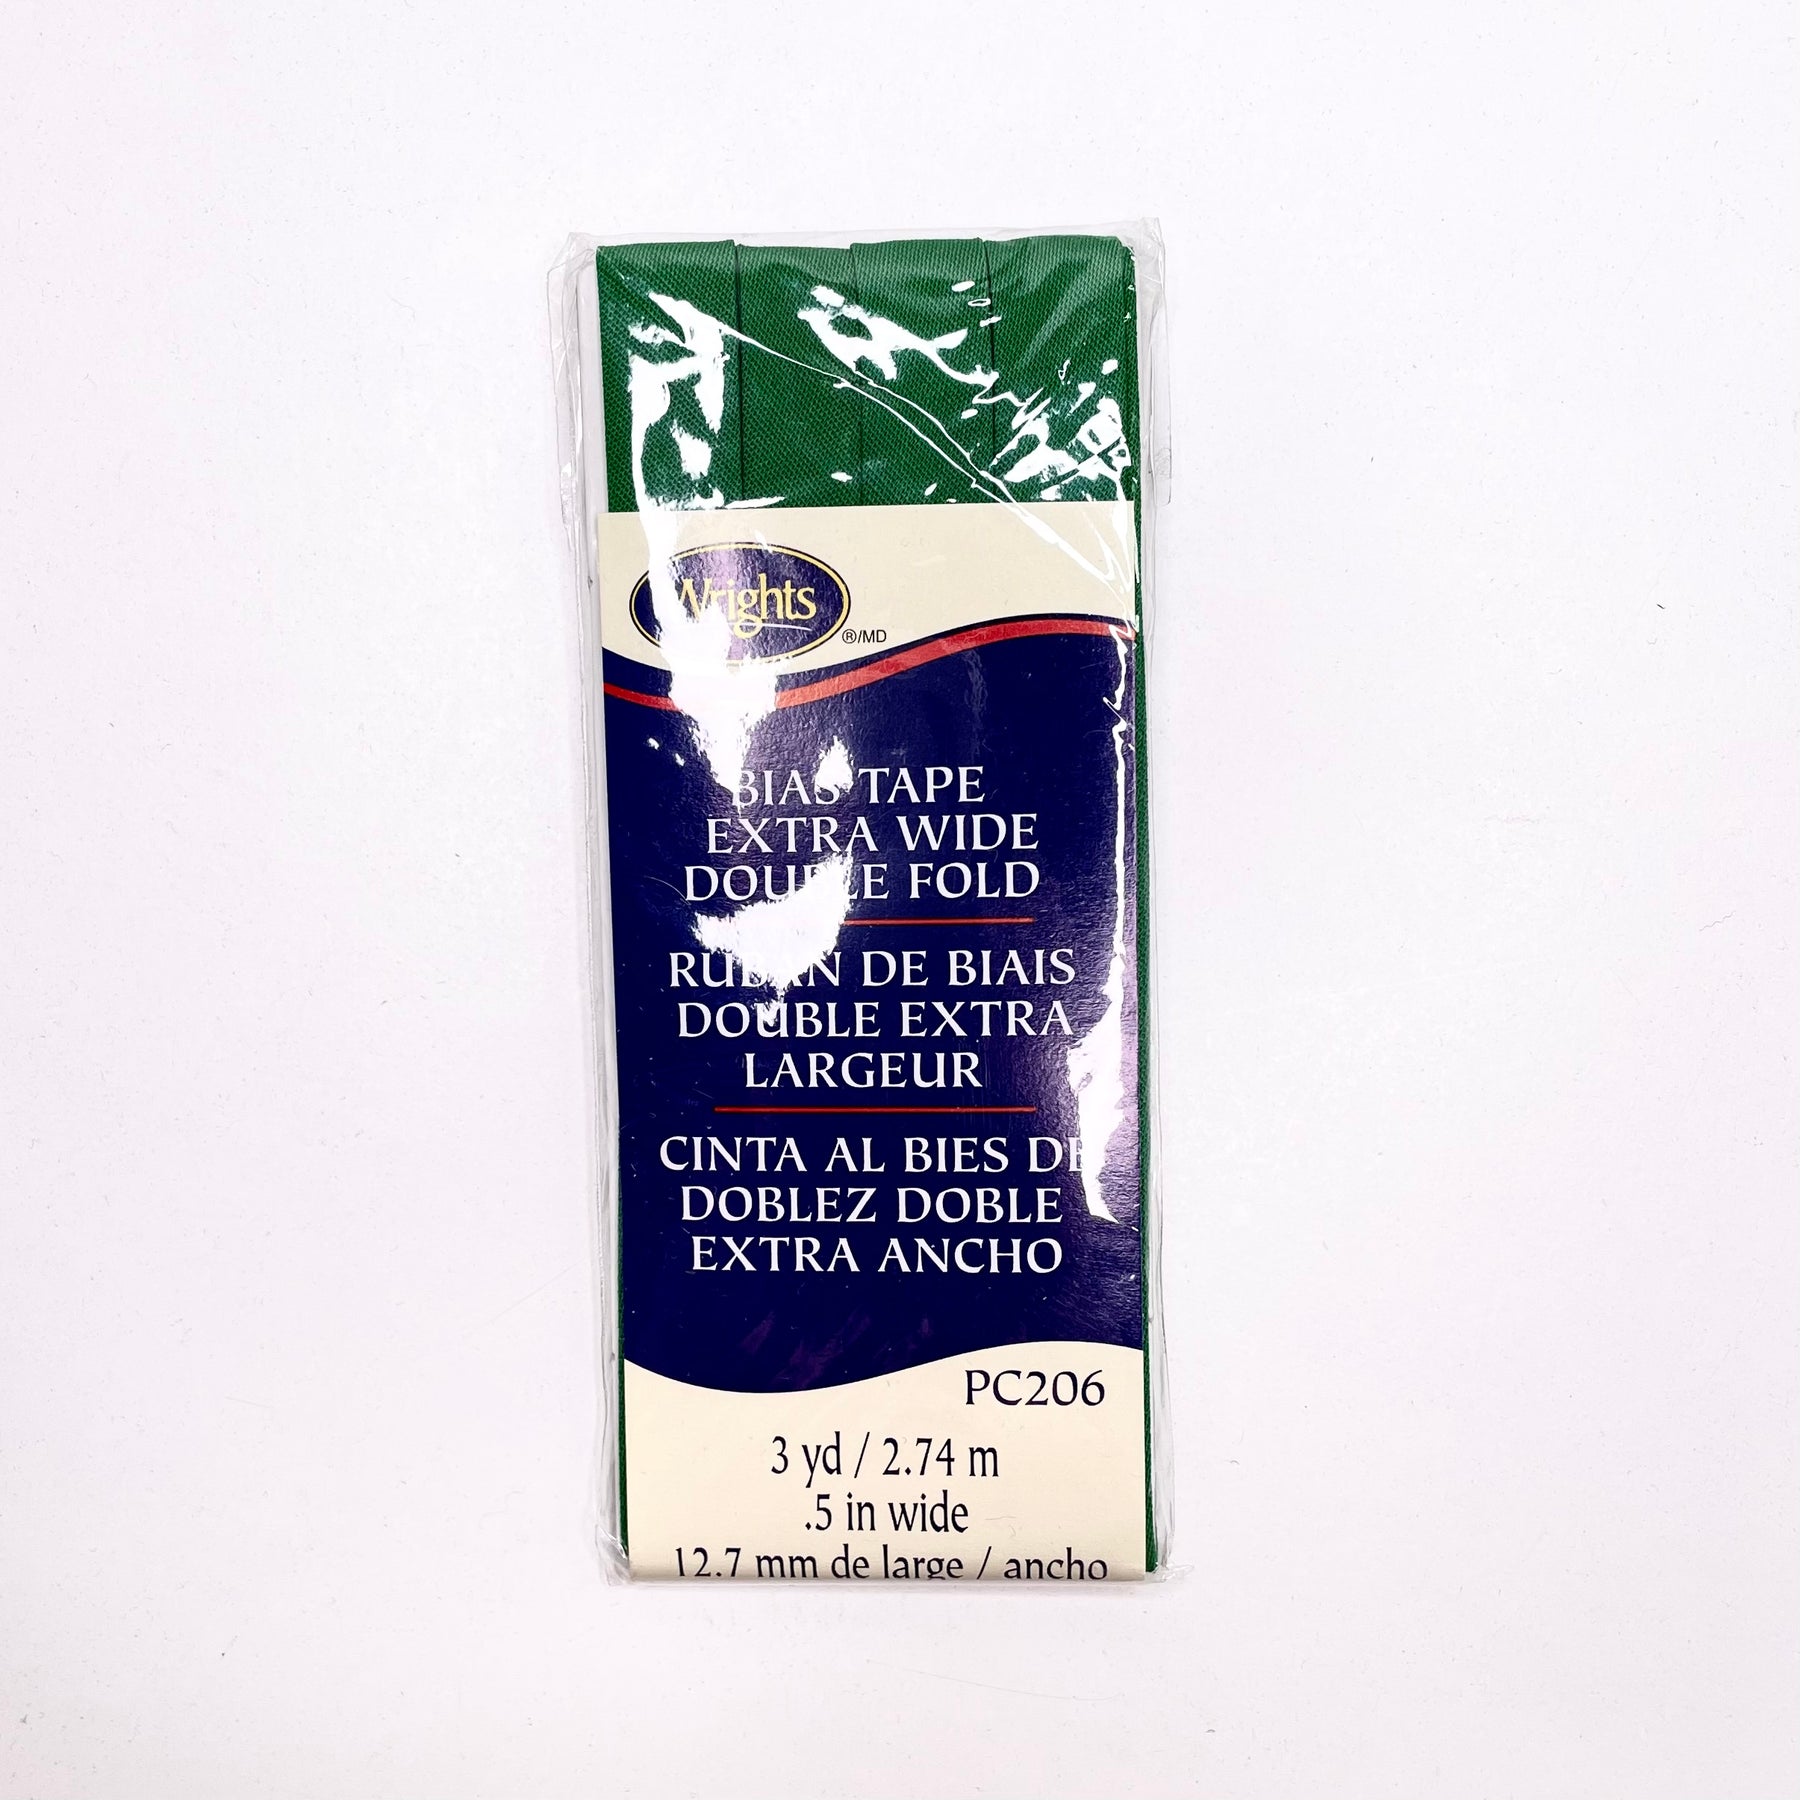 Wrights
®/MD
BIAS TAPE
EXTRA WIDE
DOUBLE FOLD
RUBAN DE BIAIS
DOUBLE EXTRA
LARGEUR
CINTA AL BIES DE
DOBLEZ DOBLE
EXTRA ANCHO
PC206
3 yd / 2.74 m
.5 in wide
12.7 mm de large / ancho